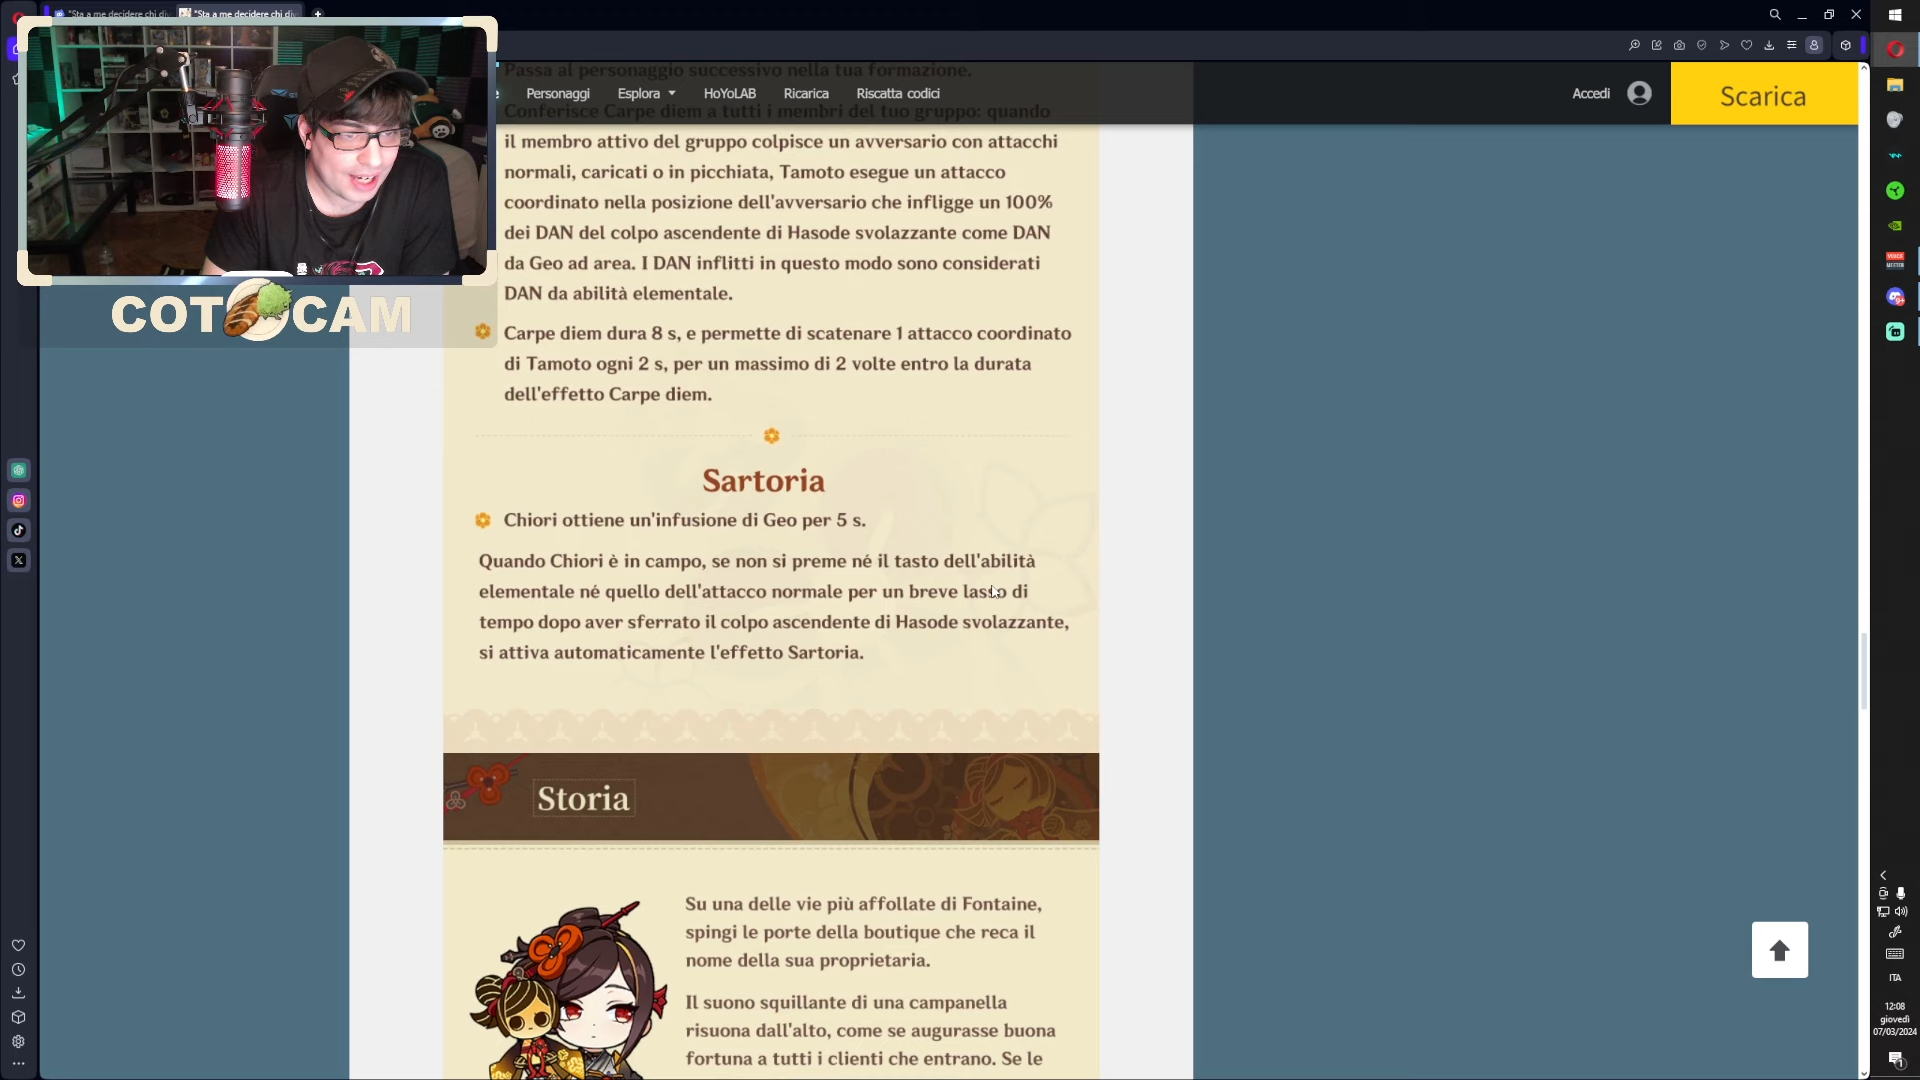 "Sta a me decidere chi di
"Sta a me decidere chi di
Passa al personaggio successivo nella tua formazione.
Personaggi
Esplora
HoYoLAB
Ricarica
Riscatta codici
Accedi
Scarica
Conferisce Carpe diem a tutti i membri del tuo gruppo: quando
il membro attivo del gruppo colpisce un avversario con attacchi
normali, caricati o in picchiata, Tamoto esegue un attacco
coordinato nella posizione dell'avversario che infligge un 100%
dei DAN del colpo ascendente di Hasode svolazzante come DAN
da Geo ad area. I DAN inflitti in questo modo sono considerati
DAN da abilità elementale.
COT CAM
Carpe diem dura 8 s, e permette di scatenare 1 attacco coordinato
di Tamoto ogni 2 s, per un massimo di 2 volte entro la durata
dell'effetto Carpe diem.
Sartoria
Chiori ottiene un'infusione di Geo per 5 s.
Quando Chiori è in campo, se non si preme né il tasto dell'abilità
elementale né quello dell'attacco normale per un breve lasso di
tempo dopo aver sferrato il colpo ascendente di Hasode svolazzante,
si attiva automaticamente l'effetto Sartoria.
Storia
Su una delle vie più affollate di Fontaine,
spingi le porte della boutique che reca il
nome della sua proprietaria.
Il suono squillante di una campanella
risuona dall'alto, come se augurasse buona
fortuna a tutti i clienti che entrano. Se le
ITA
12:08
giovedì
07/03/2024